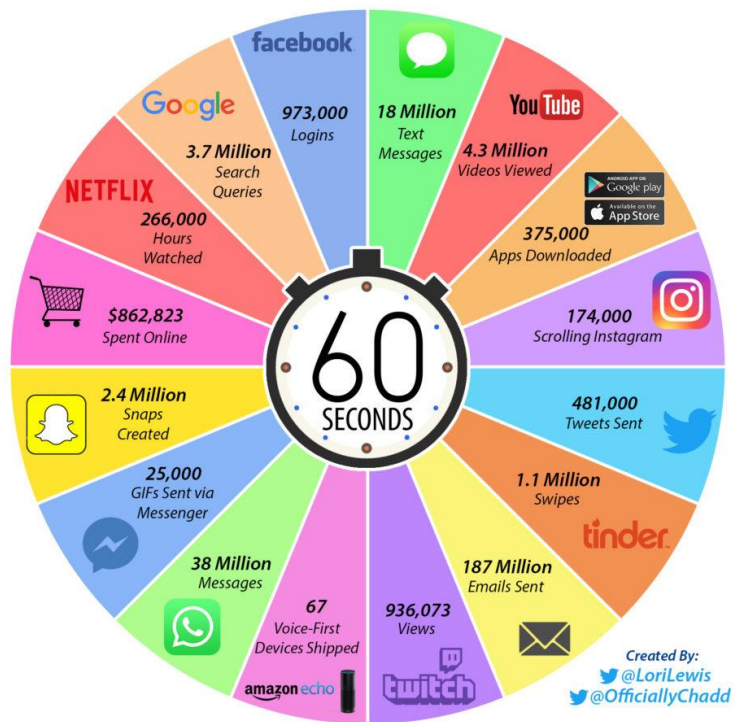 facebook
973,000
Logins
18 Million
Text
Messages
YouTube
4.3 Million
Videos Viewed
ANDROID APP ON
Google play
Available on the
App Store
375,000
Apps Downloaded
174,000
Scrolling Instagram
481,000
Tweets Sent
1.1 Million
Swipes
tinder
187 Million
Emails Sent
936,073
Views
twitch
67
Voice-First
Devices Shipped
amazon echo
38 Million
Messages
25,000
GIFs Sent via
Messenger
2.4 Million
Snaps
Created
$862,823
Spent Online
NETFLIX
266,000
Hours
Watched
Google
3.7 Million
Search
Queries
60
SECONDS
Created By:
@LoriLewis
@OfficiallyChadd